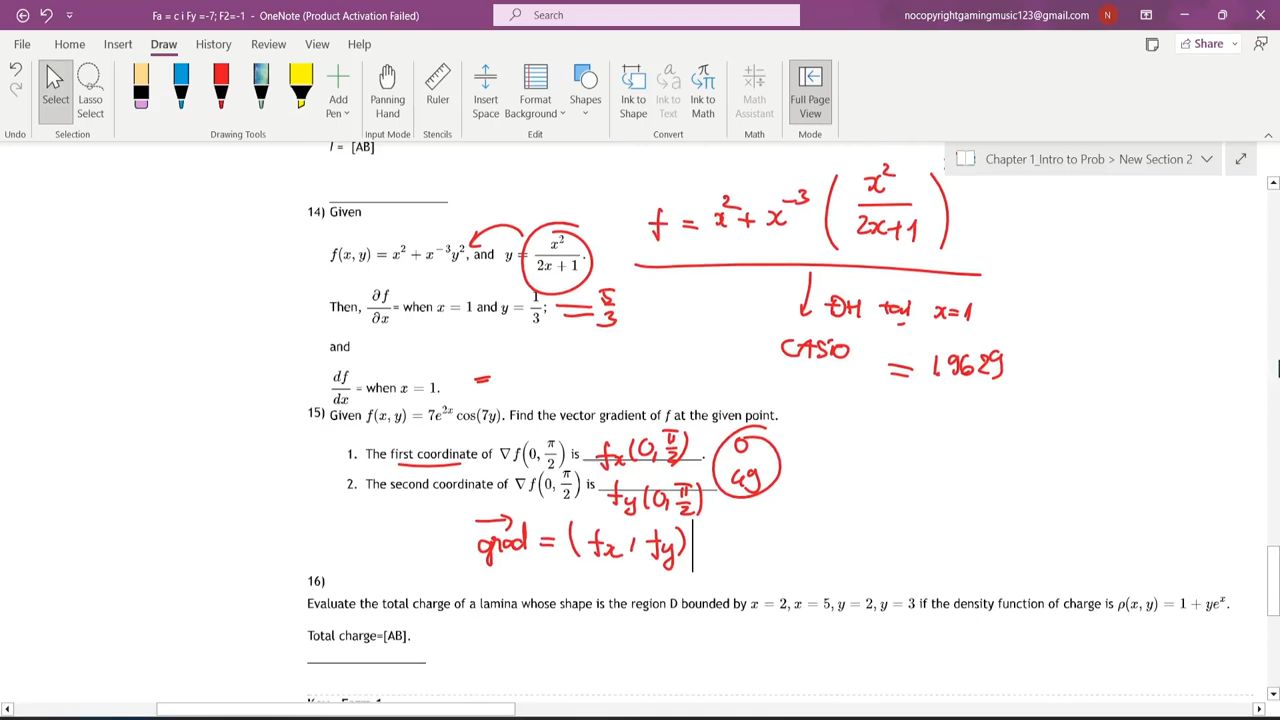 Fa = c i Fy =-7; F2=-1 - OneNote (Product Activation Failed)
Search
nocopyrightgamingmusic123@gmail.com
N
File Home Insert Draw History Review View Help
Share
Undo
Select
Lasso Select
Selection
Drawing Tools
Add Pen
Panning Hand
Input Mode
Ruler
Stencils
Insert Space
Format Background
Shapes
Edit
Ink to Shape
Ink to Text
Ink to Math
Convert
Math Assistant
Math
Full Page View
Mode
I = [AB]
Chapter 1_Intro to Prob > New Section 2
14) Given
f(x, y) = x² + x⁻³y², and y = x²/(2x + 1).
f = x² + x⁻³ (x²/(2x+1))
Then, ∂f/∂x = when x = 1 and y = 1/3; = 5/3
ĐH tại x=1
and
CASIO = 1.9629
df/dx = when x = 1. =
15) Given f(x, y) = 7e²ˣ cos(7y). Find the vector gradient of f at the given point.
1. The first coordinate of ∇f(0, π/2) is fx(0, π/2). 0
2. The second coordinate of ∇f(0, π/2) is fy(0, π/2) 49
grad = (fx, fy)
16)
Evaluate the total charge of a lamina whose shape is the region D bounded by x = 2, x = 5, y = 2, y = 3 if the density function of charge is ρ(x, y) = 1 + yeˣ.
Total charge=[AB].